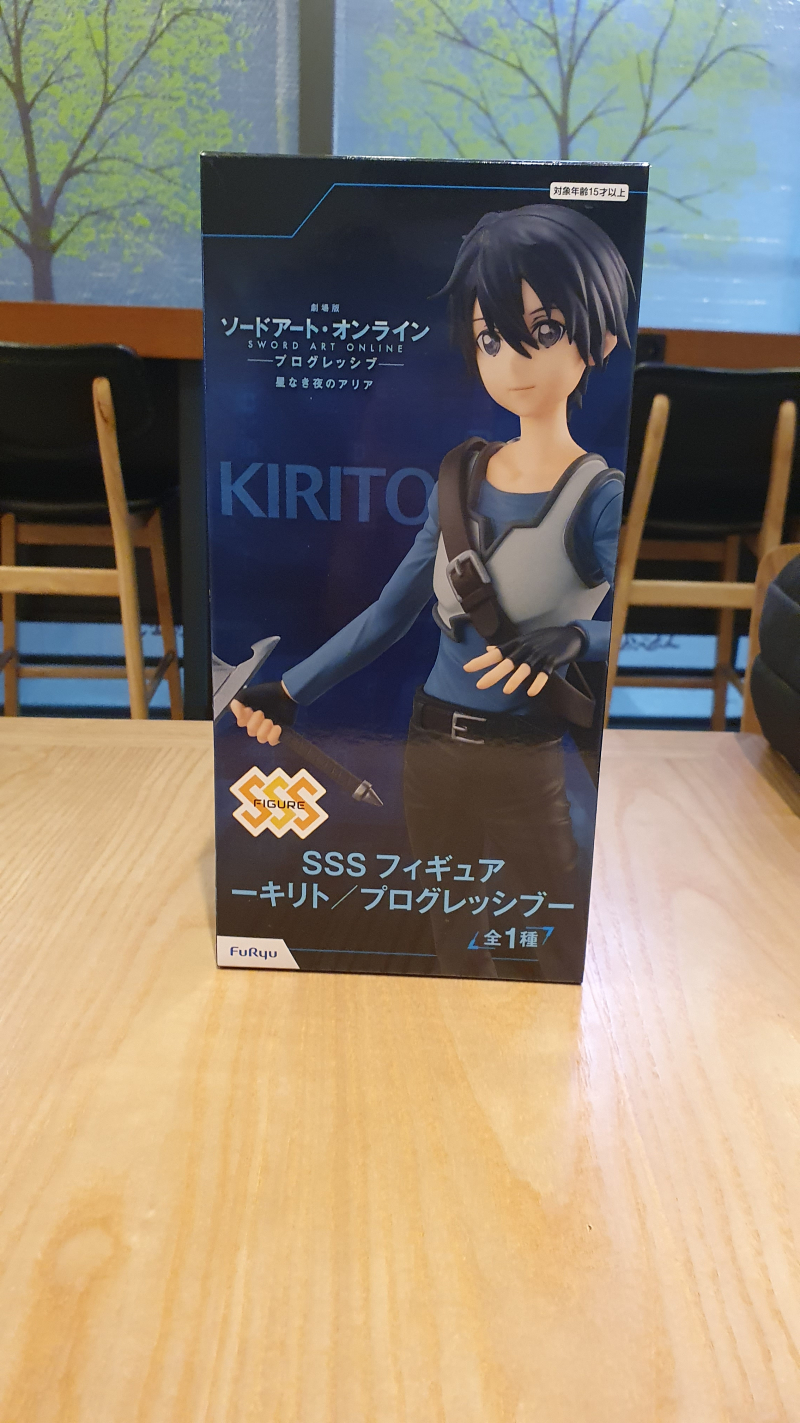 対象年齢15才以上
劇場版
ソードアート・オンライン
SWORD ART ONLINE
―プログレッシブ―
星なき夜のアリア
KIRITO
SSS
FIGURE
SSS フィギュア
ーキリト／プログレッシブー
全1種
FuRyu